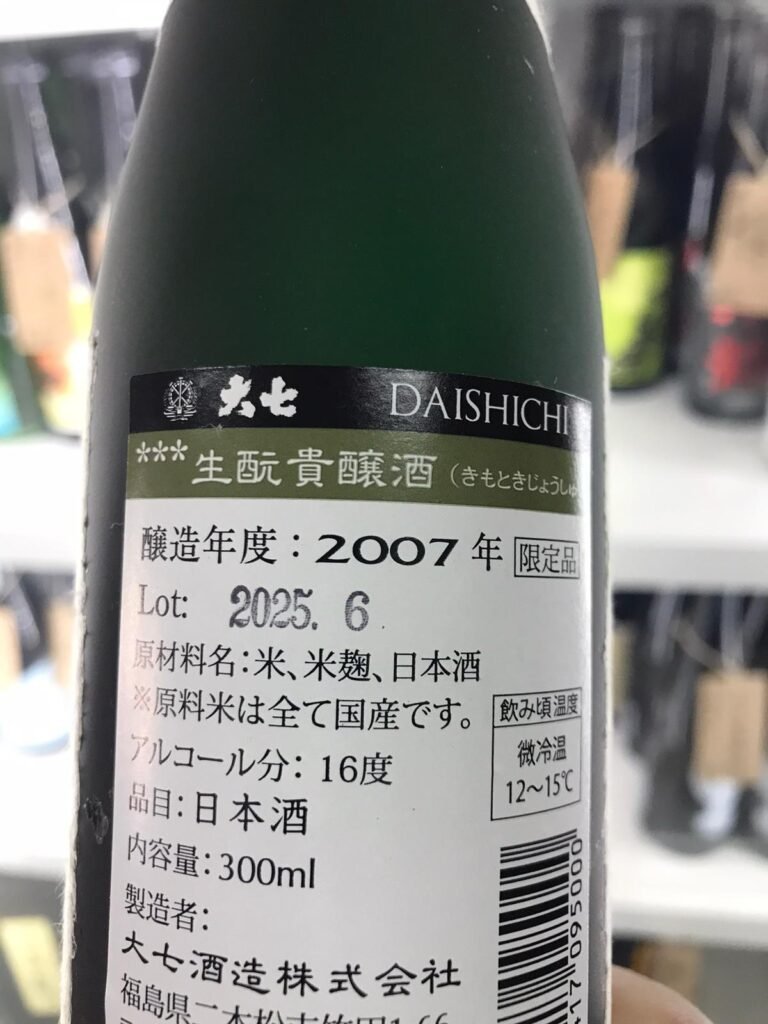 大七 DAISHICHI
***生酛貴醸酒（きもときじょうしゅ
醸造年度：2007年 限定品
Lot: 2025. 6
原材料名：米、米麹、日本酒
※原料米は全て国産です。
飲み頃温度
微冷温
12〜15℃
アルコール分：16度
品目：日本酒
内容量：300ml
製造者：
大七酒造株式会社
福島県二本松市竹田1-66
417 095000